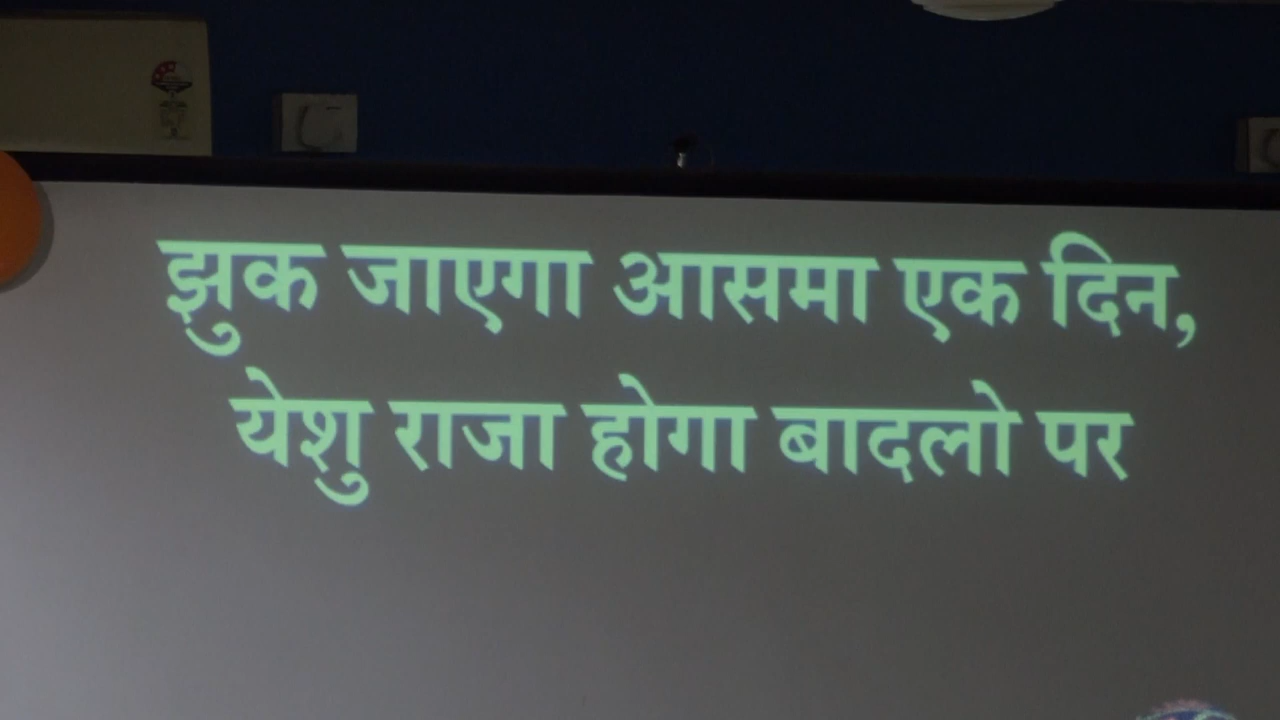 झुक जाएगा आसमा एक दिन,
येशु राजा होगा बादलो पर